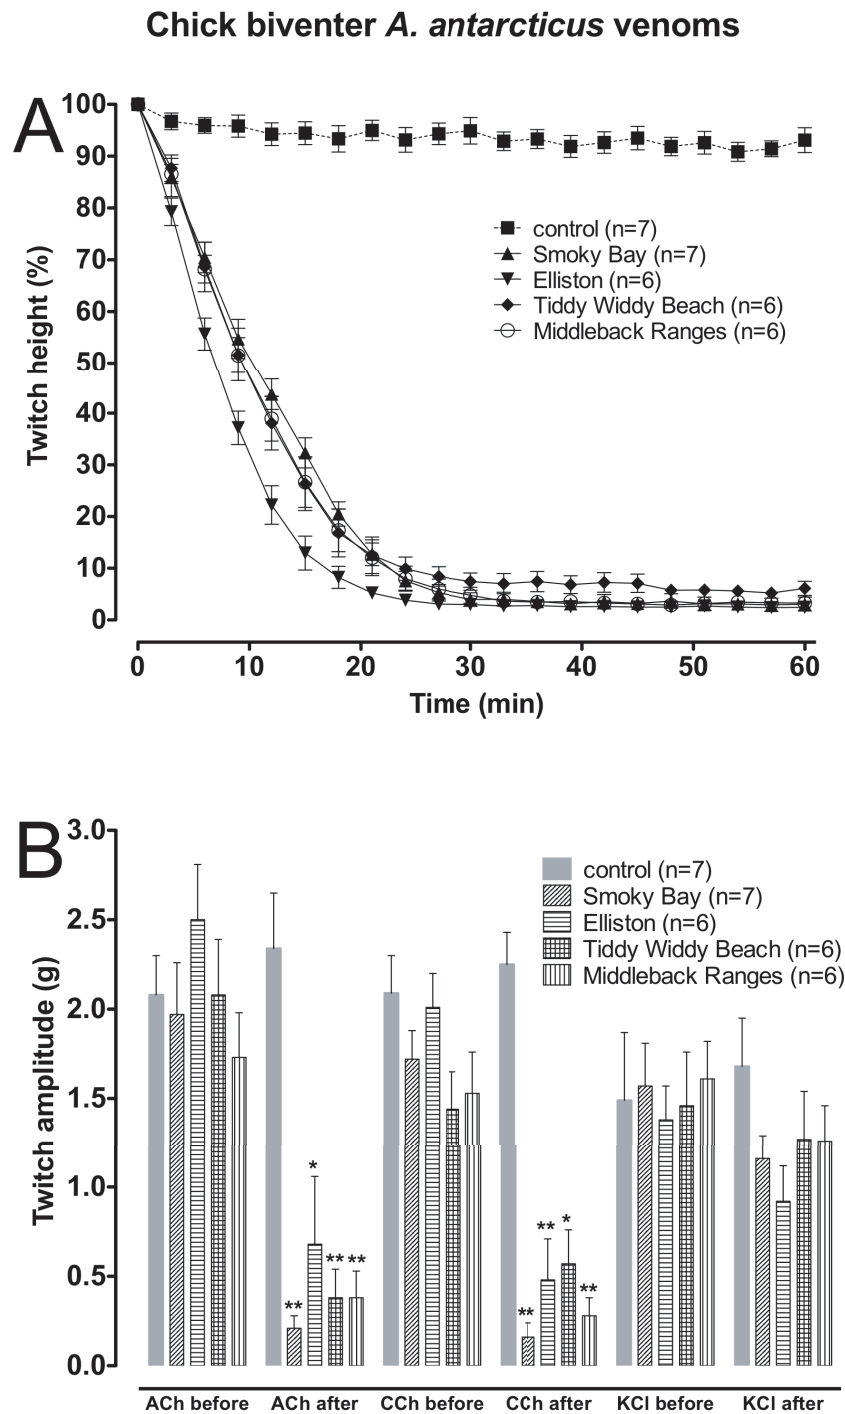 Chick biventer A. antarcticus venoms
A
100
90
80
70
60
50
40
30
20
10
0
Twitch height (%)
control (n=7)
Smoky Bay (n=7)
Elliston (n=6)
Tiddy Widdy Beach (n=6)
Middleback Ranges (n=6)
0 10 20 30 40 50 60
Time (min)
B
3.0
2.5
2.0
1.5
1.0
0.5
0.0
Twitch amplitude (g)
control (n=7)
Smoky Bay (n=7)
Elliston (n=6)
Tiddy Widdy Beach (n=6)
Middleback Ranges (n=6)
** * ** **
** ** * **
ACh before ACh after CCh before CCh after KCl before KCl after